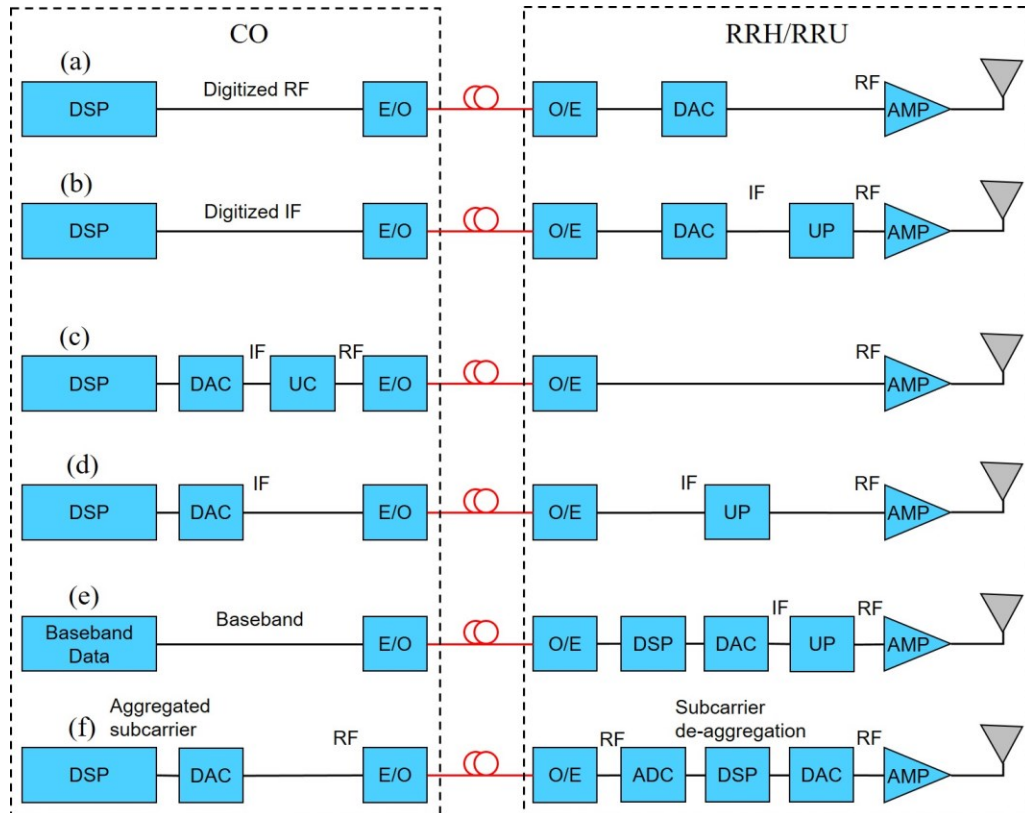 CO
RRH/RRU
(a)
DSP
Digitized RF
E/O
O/E
DAC
RF
AMP
(b)
DSP
Digitized IF
E/O
O/E
DAC
IF
UP
RF
AMP
(c)
DSP
DAC
IF
UC
RF
E/O
O/E
RF
AMP
(d)
DSP
DAC
IF
E/O
O/E
IF
UP
RF
AMP
(e)
Baseband
Data
Baseband
E/O
O/E
DSP
DAC
IF
UP
RF
AMP
(f)
DSP
Aggregated
subcarrier
DAC
RF
E/O
O/E
RF
ADC
Subcarrier
de-aggregation
DSP
DAC
RF
AMP